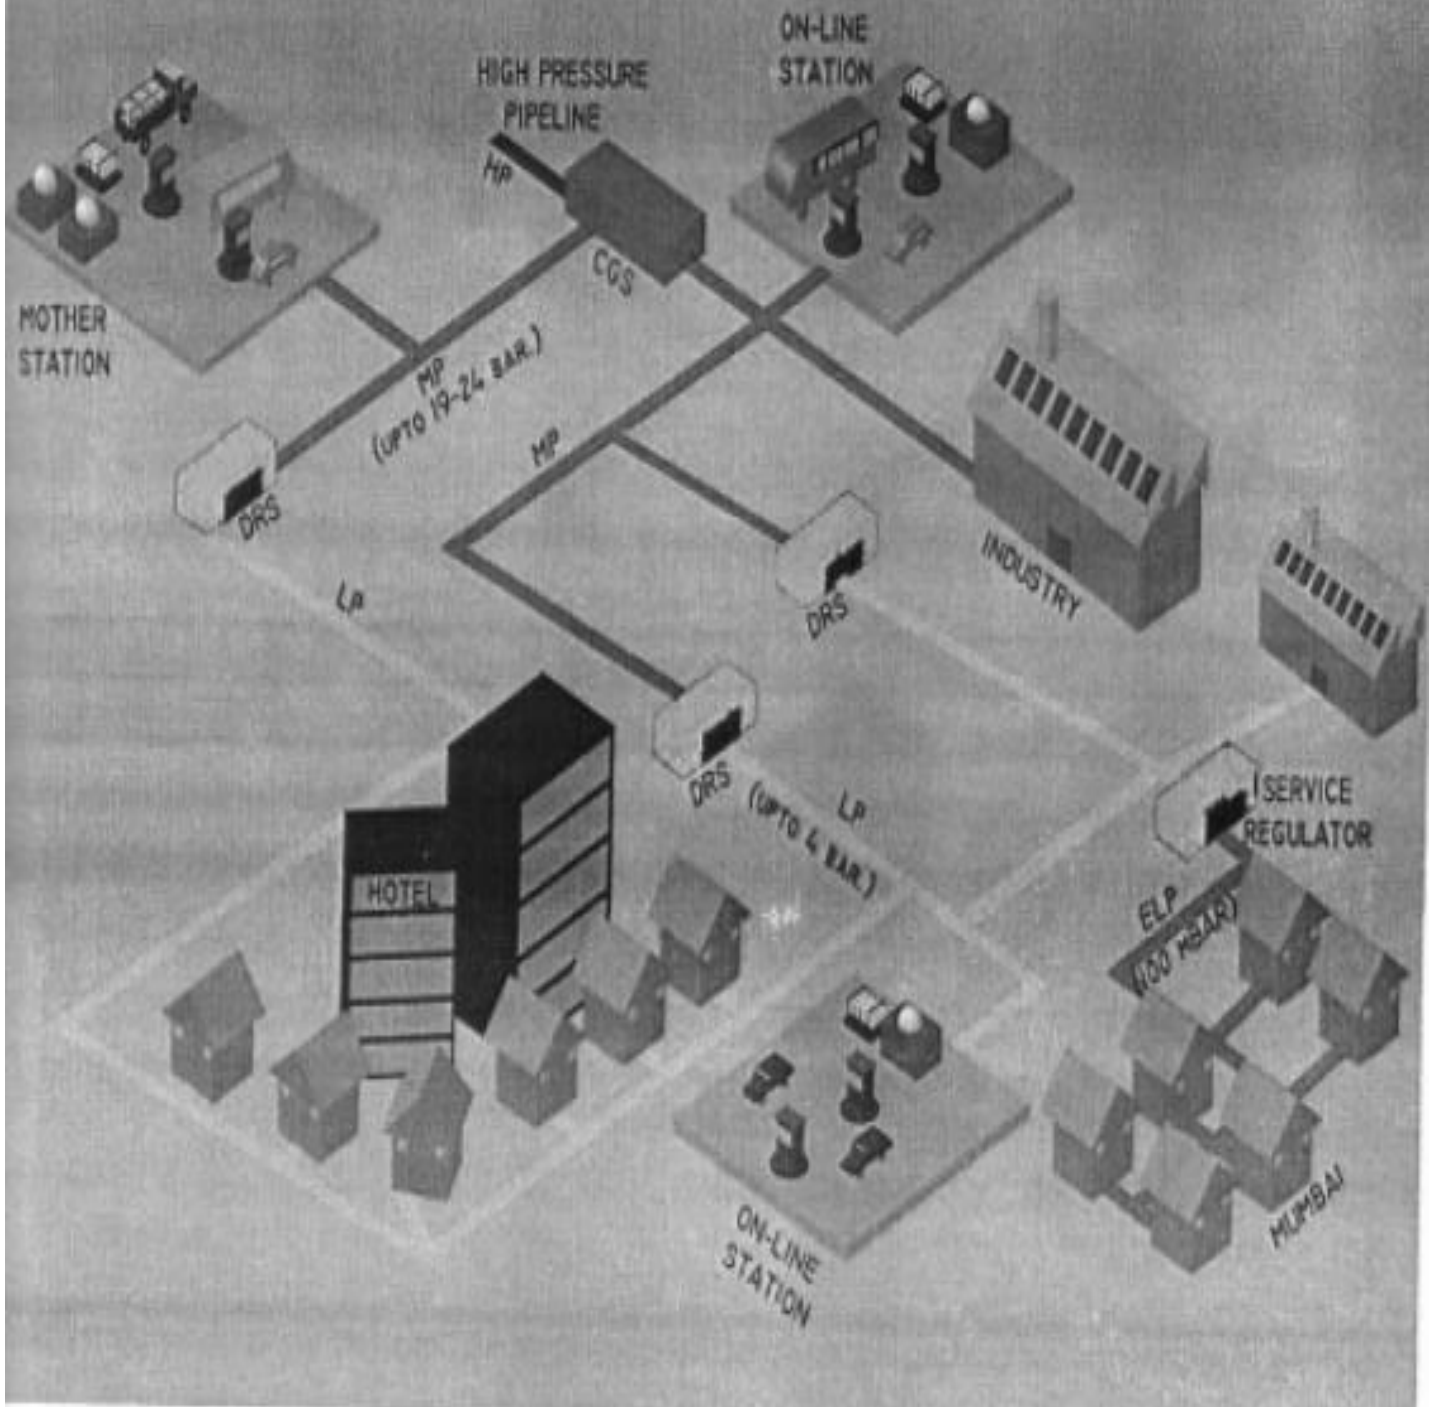 ON-LINE
STATION
HIGH PRESSURE
PIPELINE
HP
CGS
MOTHER
STATION
MP
(UPTO 19-24 BAR.)
MP
DRS
INDUSTRY
DRS
LP
DRS
LP
(UPTO 4 BAR.)
SERVICE
REGULATOR
HOTEL
ELP
(100 MBAR)
MUMBAI
ON-LINE
STATION